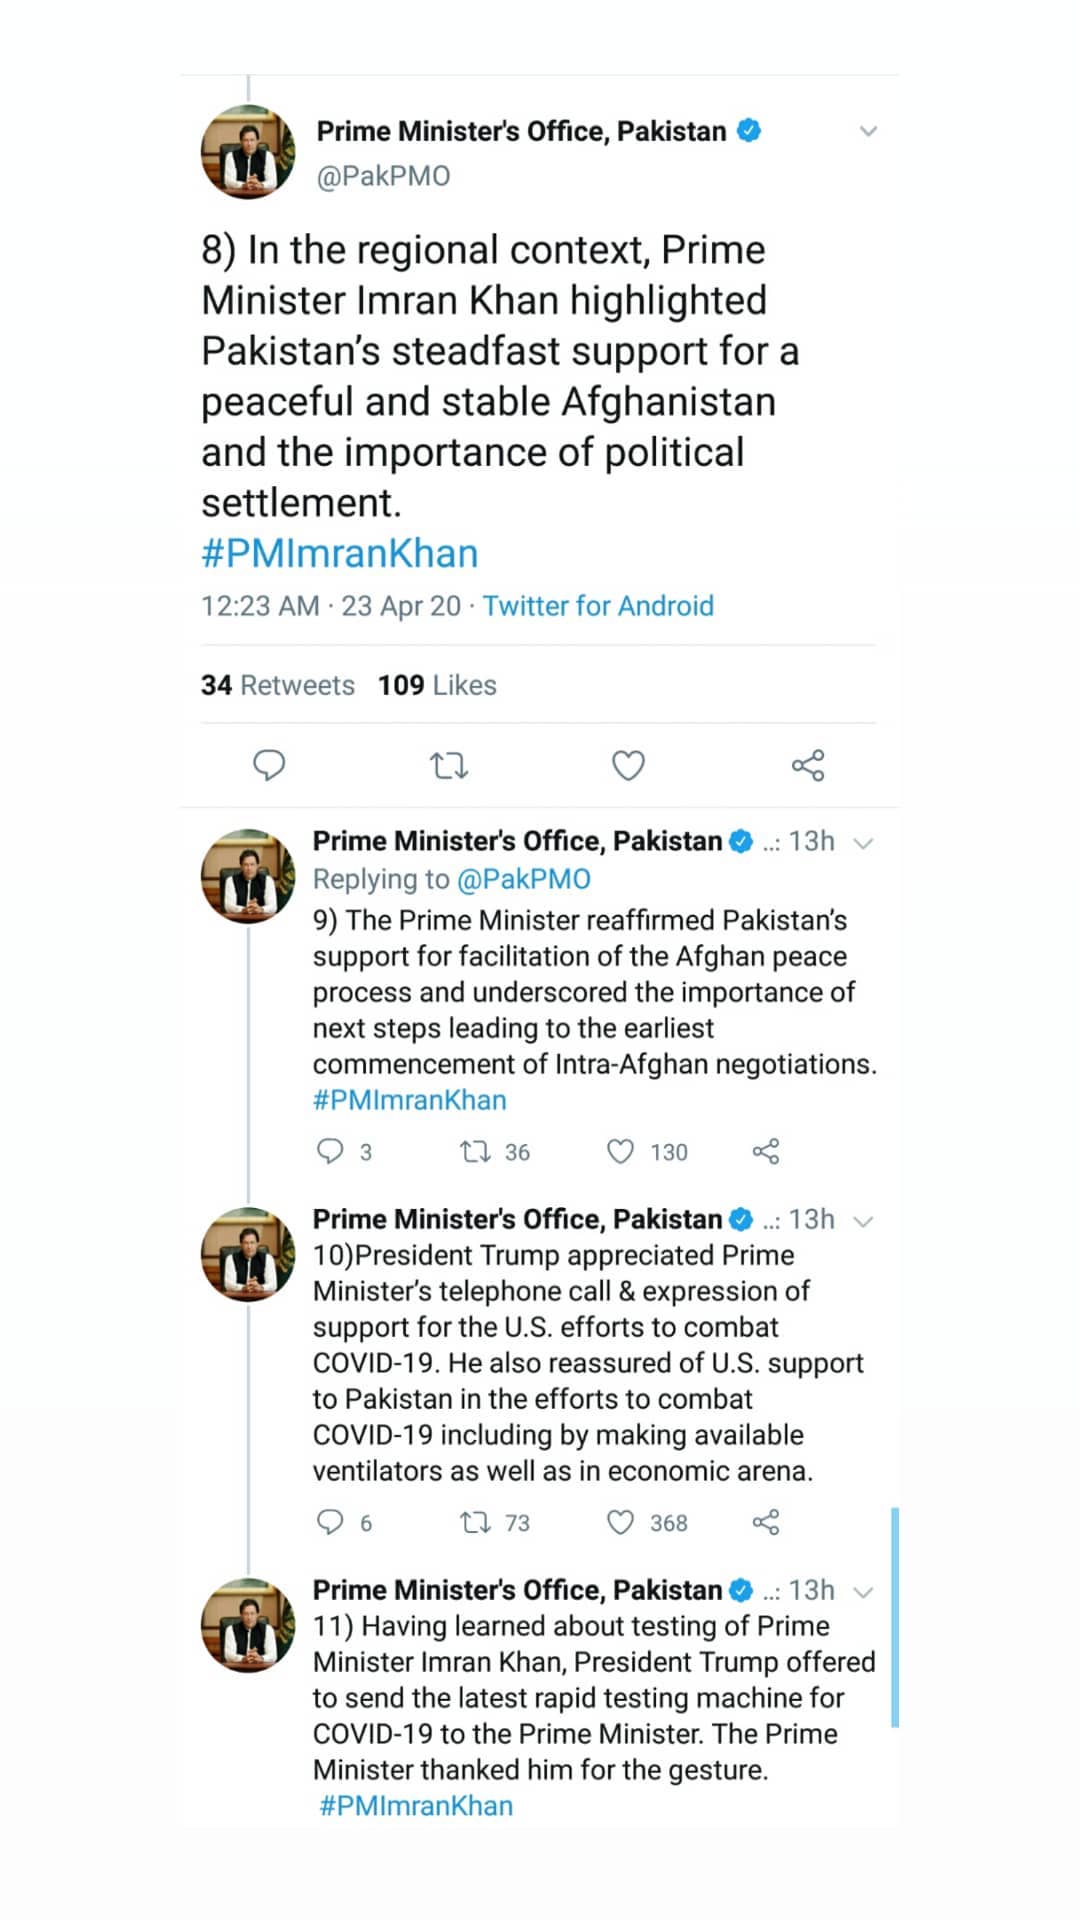 Prime Minister's Office, Pakistan
@PakPMO
8) In the regional context, Prime
Minister Imran Khan highlighted
Pakistan’s steadfast support for a
peaceful and stable Afghanistan
and the importance of political
settlement.
#PMImranKhan
12:23 AM · 23 Apr 20 · Twitter for Android
34 Retweets 109 Likes
Prime Minister's Office, Pakistan ..: 13h
Replying to @PakPMO
9) The Prime Minister reaffirmed Pakistan’s
support for facilitation of the Afghan peace
process and underscored the importance of
next steps leading to the earliest
commencement of Intra-Afghan negotiations.
#PMImranKhan
3 36 130
Prime Minister's Office, Pakistan ..: 13h
10)President Trump appreciated Prime
Minister’s telephone call & expression of
support for the U.S. efforts to combat
COVID-19. He also reassured of U.S. support
to Pakistan in the efforts to combat
COVID-19 including by making available
ventilators as well as in economic arena.
6 73 368
Prime Minister's Office, Pakistan ..: 13h
11) Having learned about testing of Prime
Minister Imran Khan, President Trump offered
to send the latest rapid testing machine for
COVID-19 to the Prime Minister. The Prime
Minister thanked him for the gesture.
#PMImranKhan